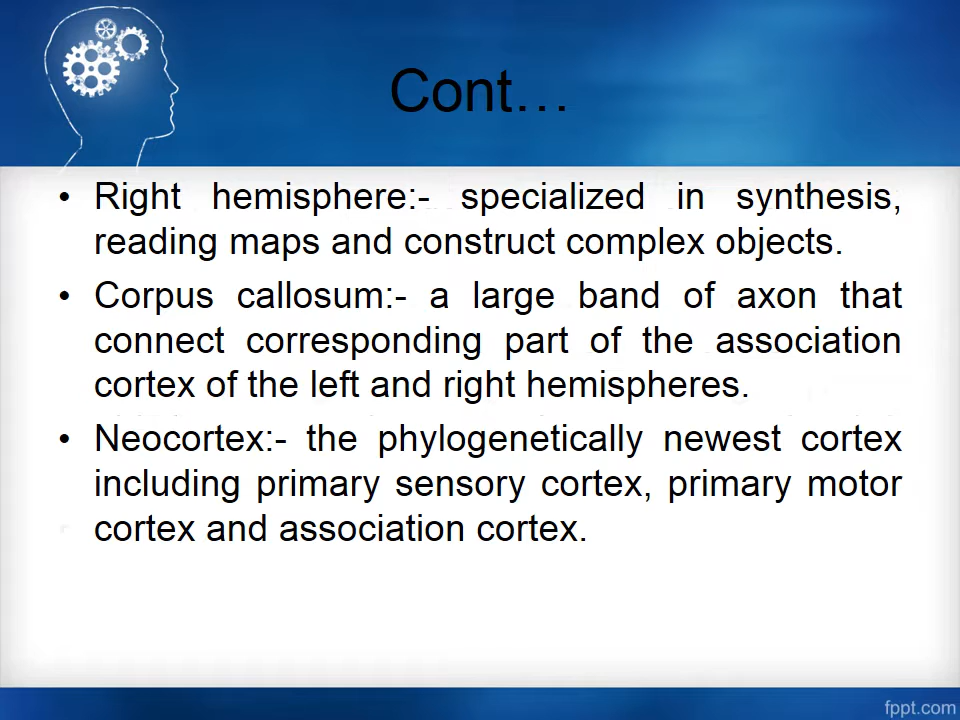 Cont…
• Right hemisphere:- specialized in synthesis,
reading maps and construct complex objects.
• Corpus callosum:- a large band of axon that
connect corresponding part of the association
cortex of the left and right hemispheres.
• Neocortex:- the phylogenetically newest cortex
including primary sensory cortex, primary motor
cortex and association cortex.
fppt.com